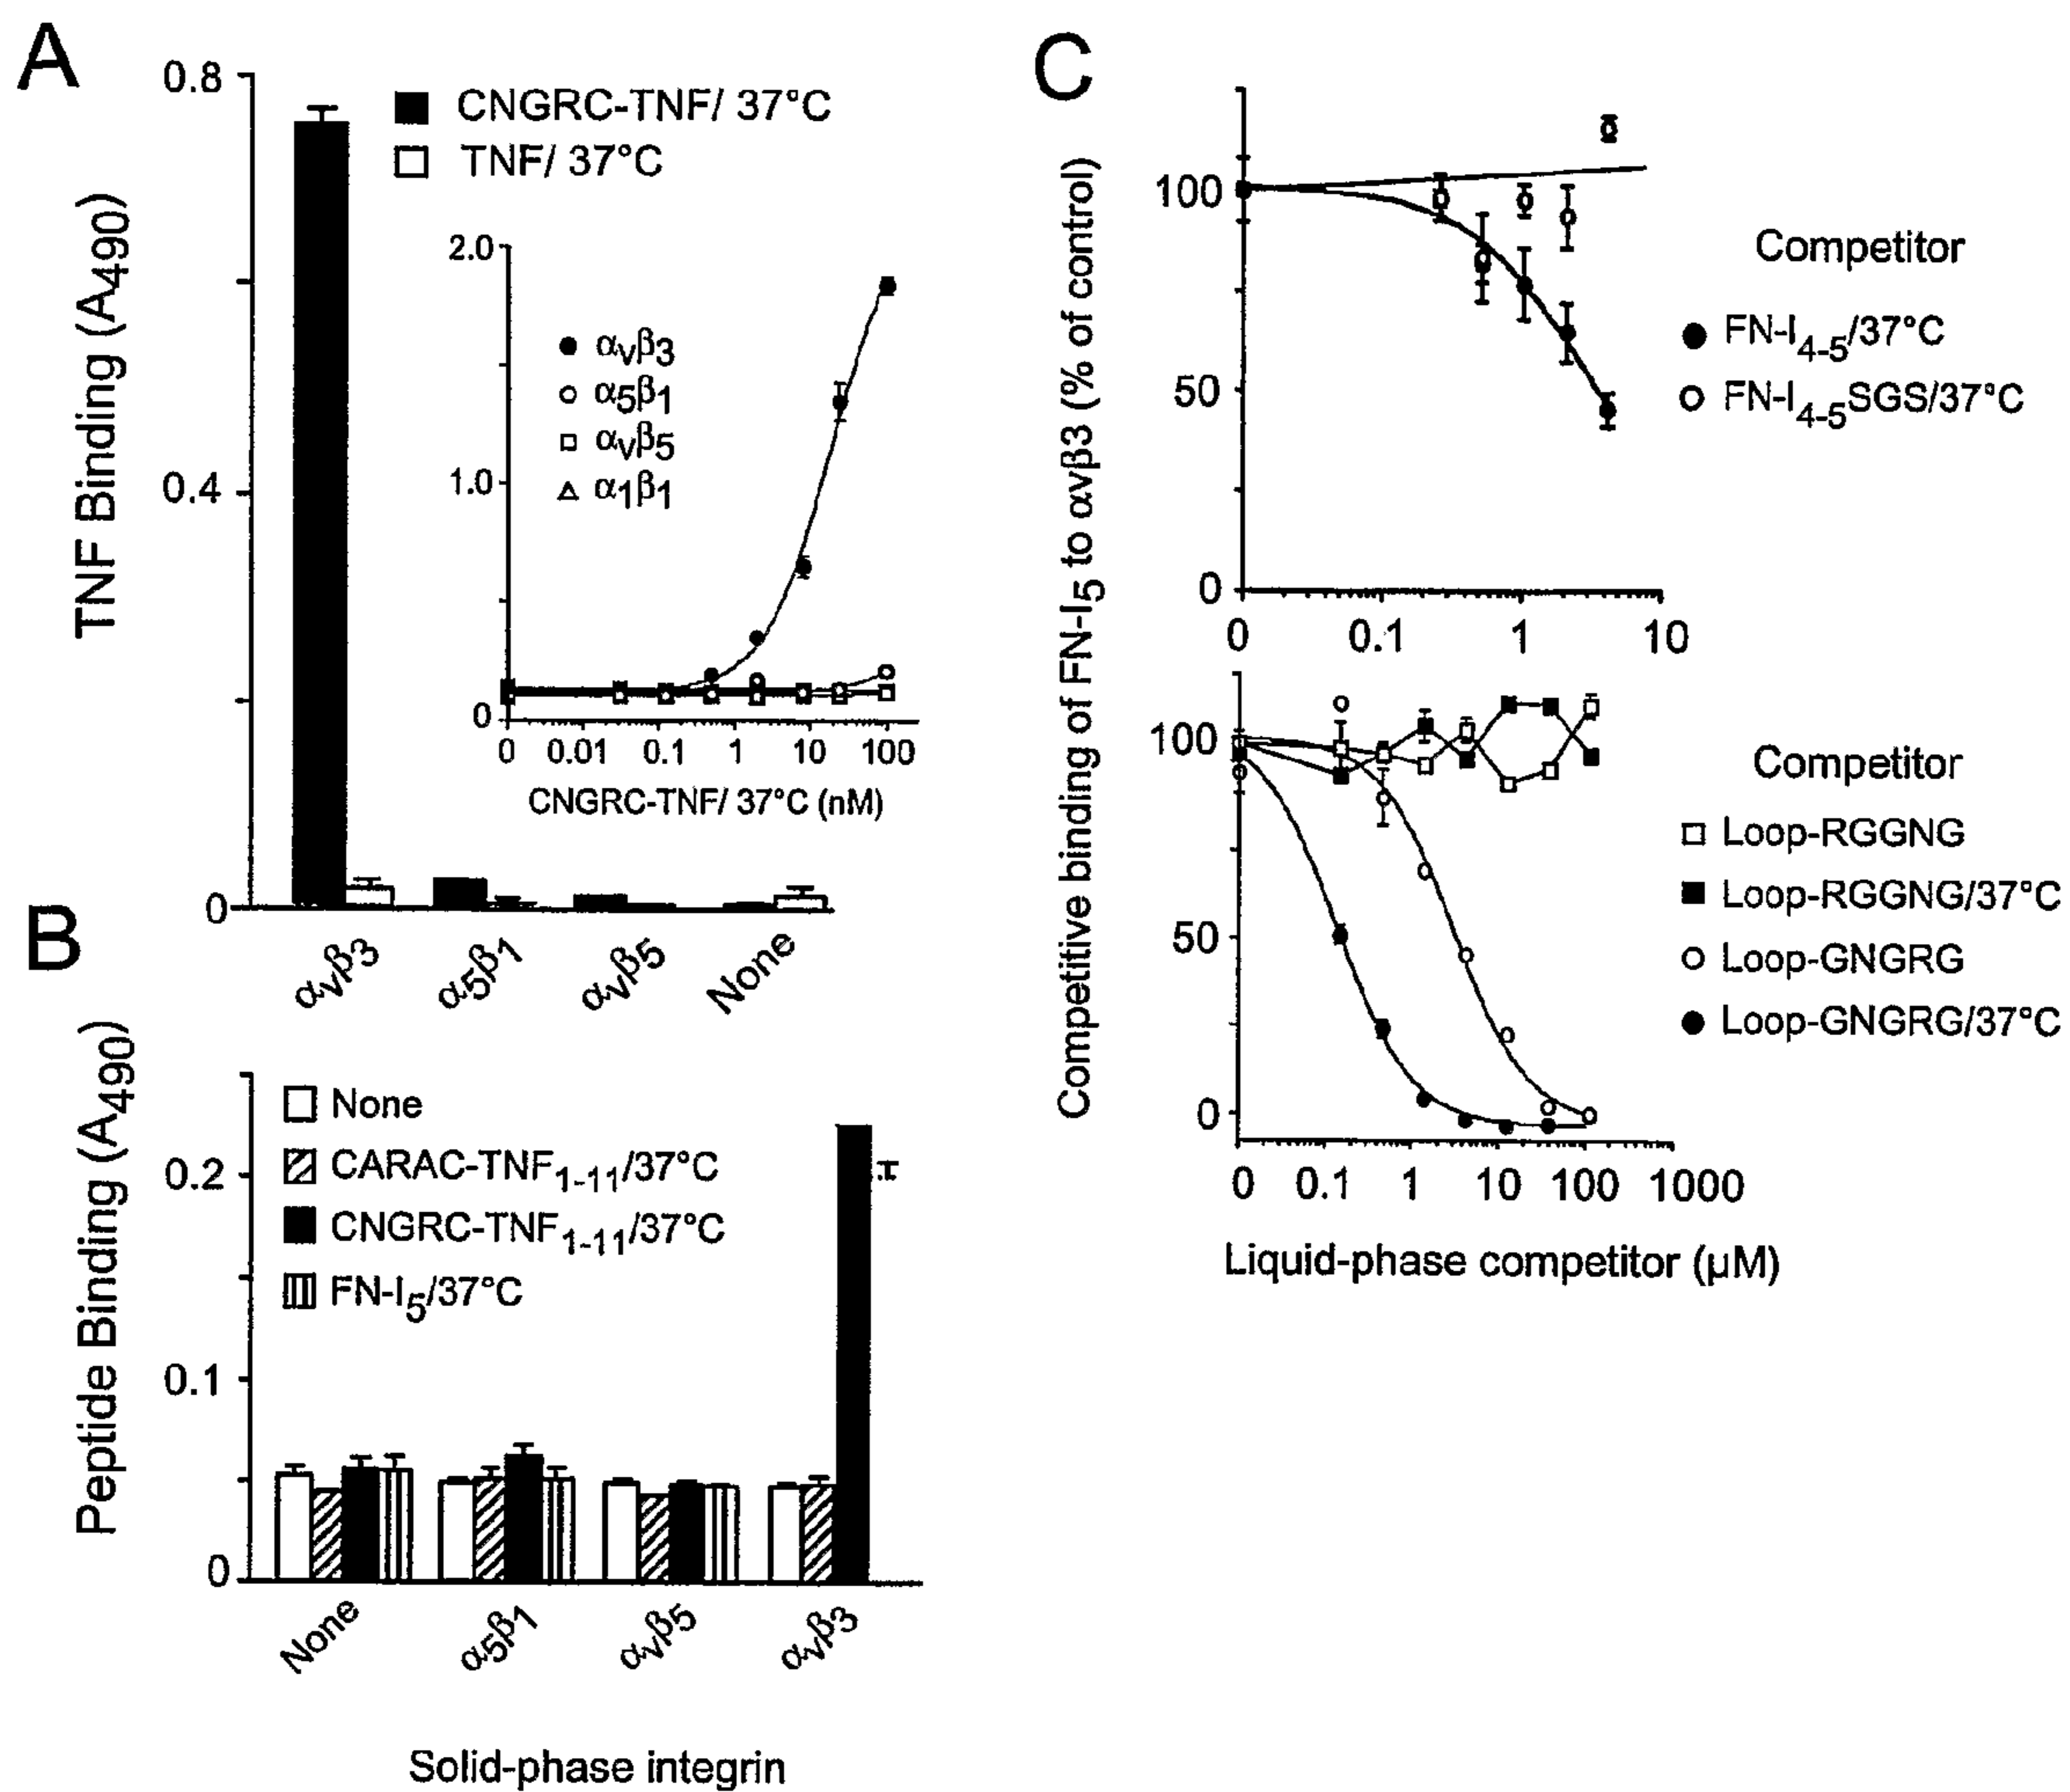 A
TNF Binding (A490)
0.8
0.4
0
CNGRC-TNF/ 37°C
TNF/ 37°C
2.0
1.0
0
αvβ3
α5β1
αvβ5
α1β1
0 0.01 0.1 1 10 100
CNGRC-TNF/ 37°C (nM)
αvβ3 α5β1 αvβ5 None
B
Peptide Binding (A490)
0.2
0.1
0
None
CARAC-TNF1-11/37°C
CNGRC-TNF1-11/37°C
FN-I5/37°C
None α5β1 αvβ5 αvβ3
Solid-phase integrin
C
Competitive binding of FN-I5 to αvβ3 (% of control)
100
50
0
0 0.1 1 10
Competitor
FN-I4-5/37°C
FN-I4-5SGS/37°C
100
50
0
0 0.1 1 10 100 1000
Competitor
Loop-RGGNG
Loop-RGGNG/37°C
Loop-GNGRG
Loop-GNGRG/37°C
Liquid-phase competitor (µM)